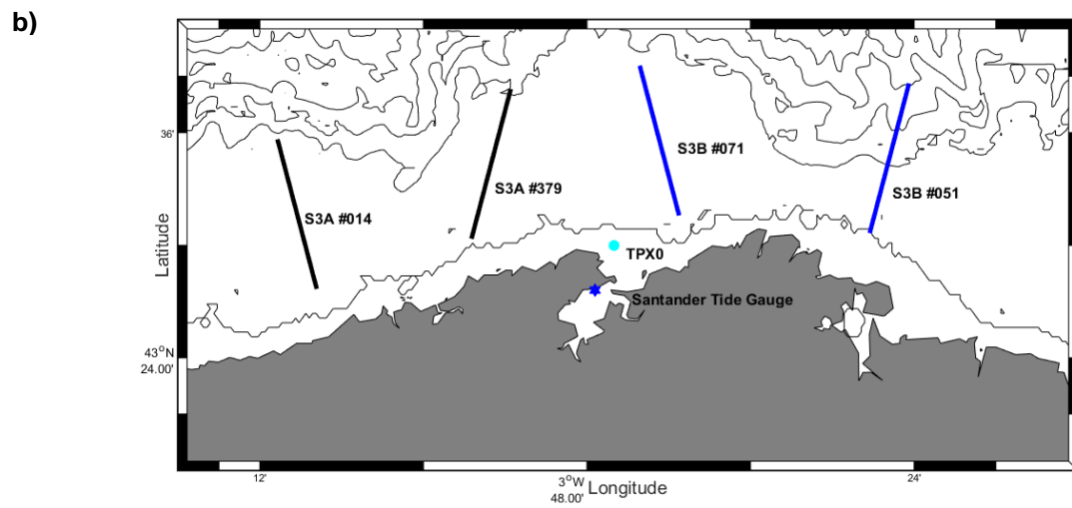 b)
36'
S3B #071
S3A #379
S3B #051
S3A #014
Latitude
TPX0
Santander Tide Gauge
43°N
24.00'
12'
3°W
48.00'
24'
Longitude